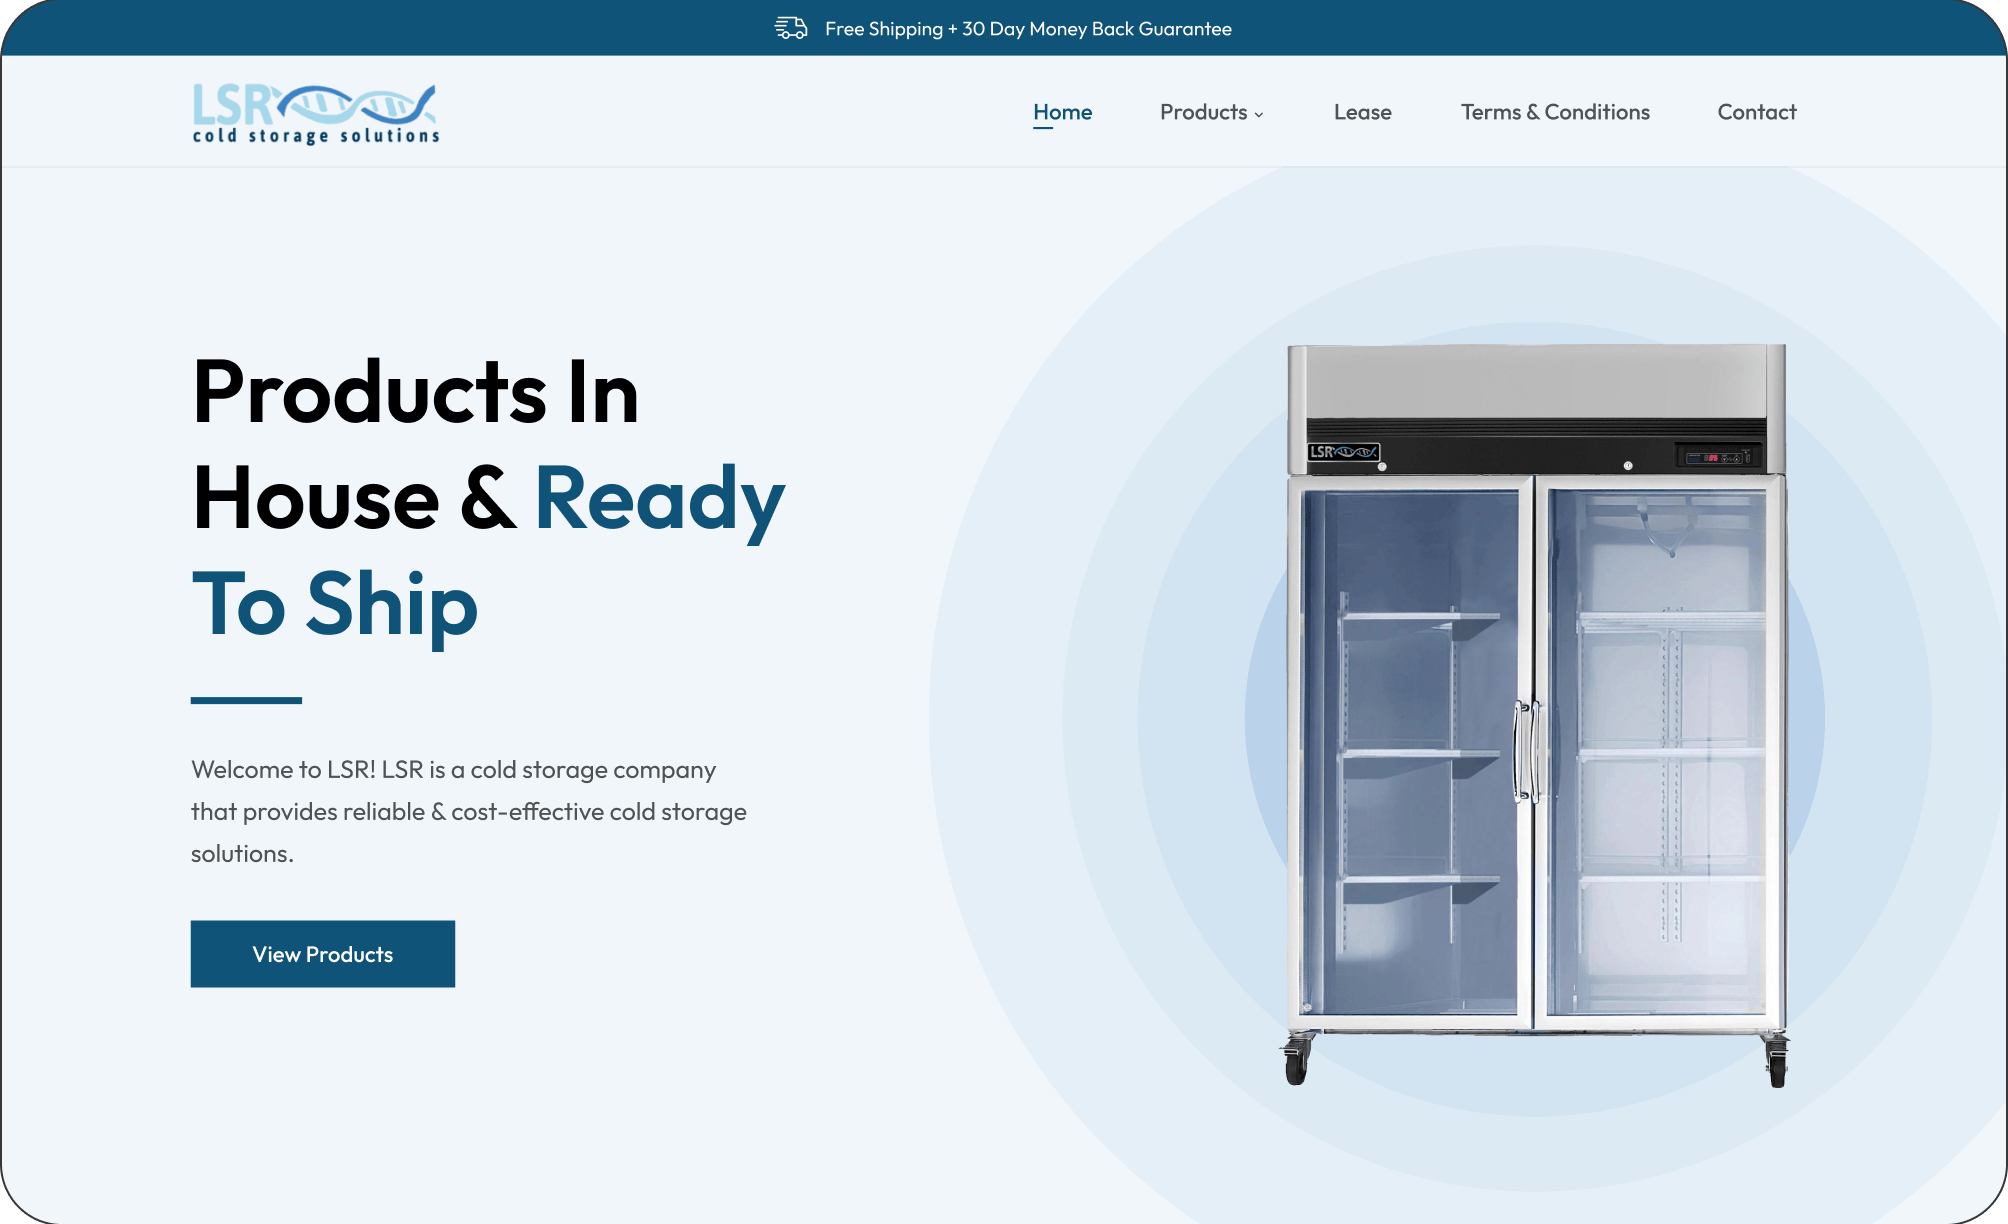 Free Shipping + 30 Day Money Back Guarantee
LSR
cold storage solutions
Home
Products
Lease
Terms & Conditions
Contact
Products In
House & Ready
To Ship
Welcome to LSR! LSR is a cold storage company
that provides reliable & cost-effective cold storage
solutions.
View Products
LSR